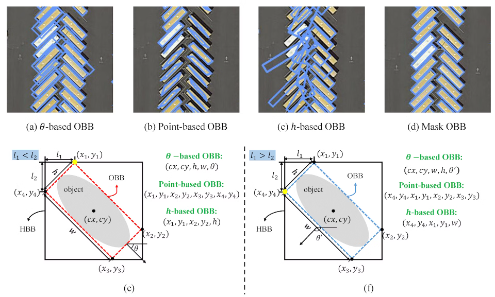 (a) θ-based OBB
(b) Point-based OBB
(c) h-based OBB
(d) Mask OBB
l₁ < l₂
l₁
(x₁, y₁)
l₂
h
OBB
object
(x₄, y₄)
(cx, cy)
HBB
w
(x₂, y₂)
θ
(x₃, y₃)
θ −based OBB:
(cx, cy, h, w, θ)
Point-based OBB:
(x₁, y₁, x₂, y₂, x₃, y₃, x₄, y₄)
h-based OBB:
(x₁, y₁, x₂, y₂, h)
(e)
l₁ > l₂
l₁
(x₁, y₁)
l₂
h
OBB
object
(x₄, y₄)
(cx, cy)
HBB
w
θ′
(x₂, y₂)
(x₃, y₃)
θ −based OBB:
(cx, cy, w, h, θ′)
Point-based OBB:
(x₄, y₄, x₁, y₁, x₂, y₂, x₃, y₃)
h-based OBB:
(x₄, y₄, x₁, y₁, w)
(f)